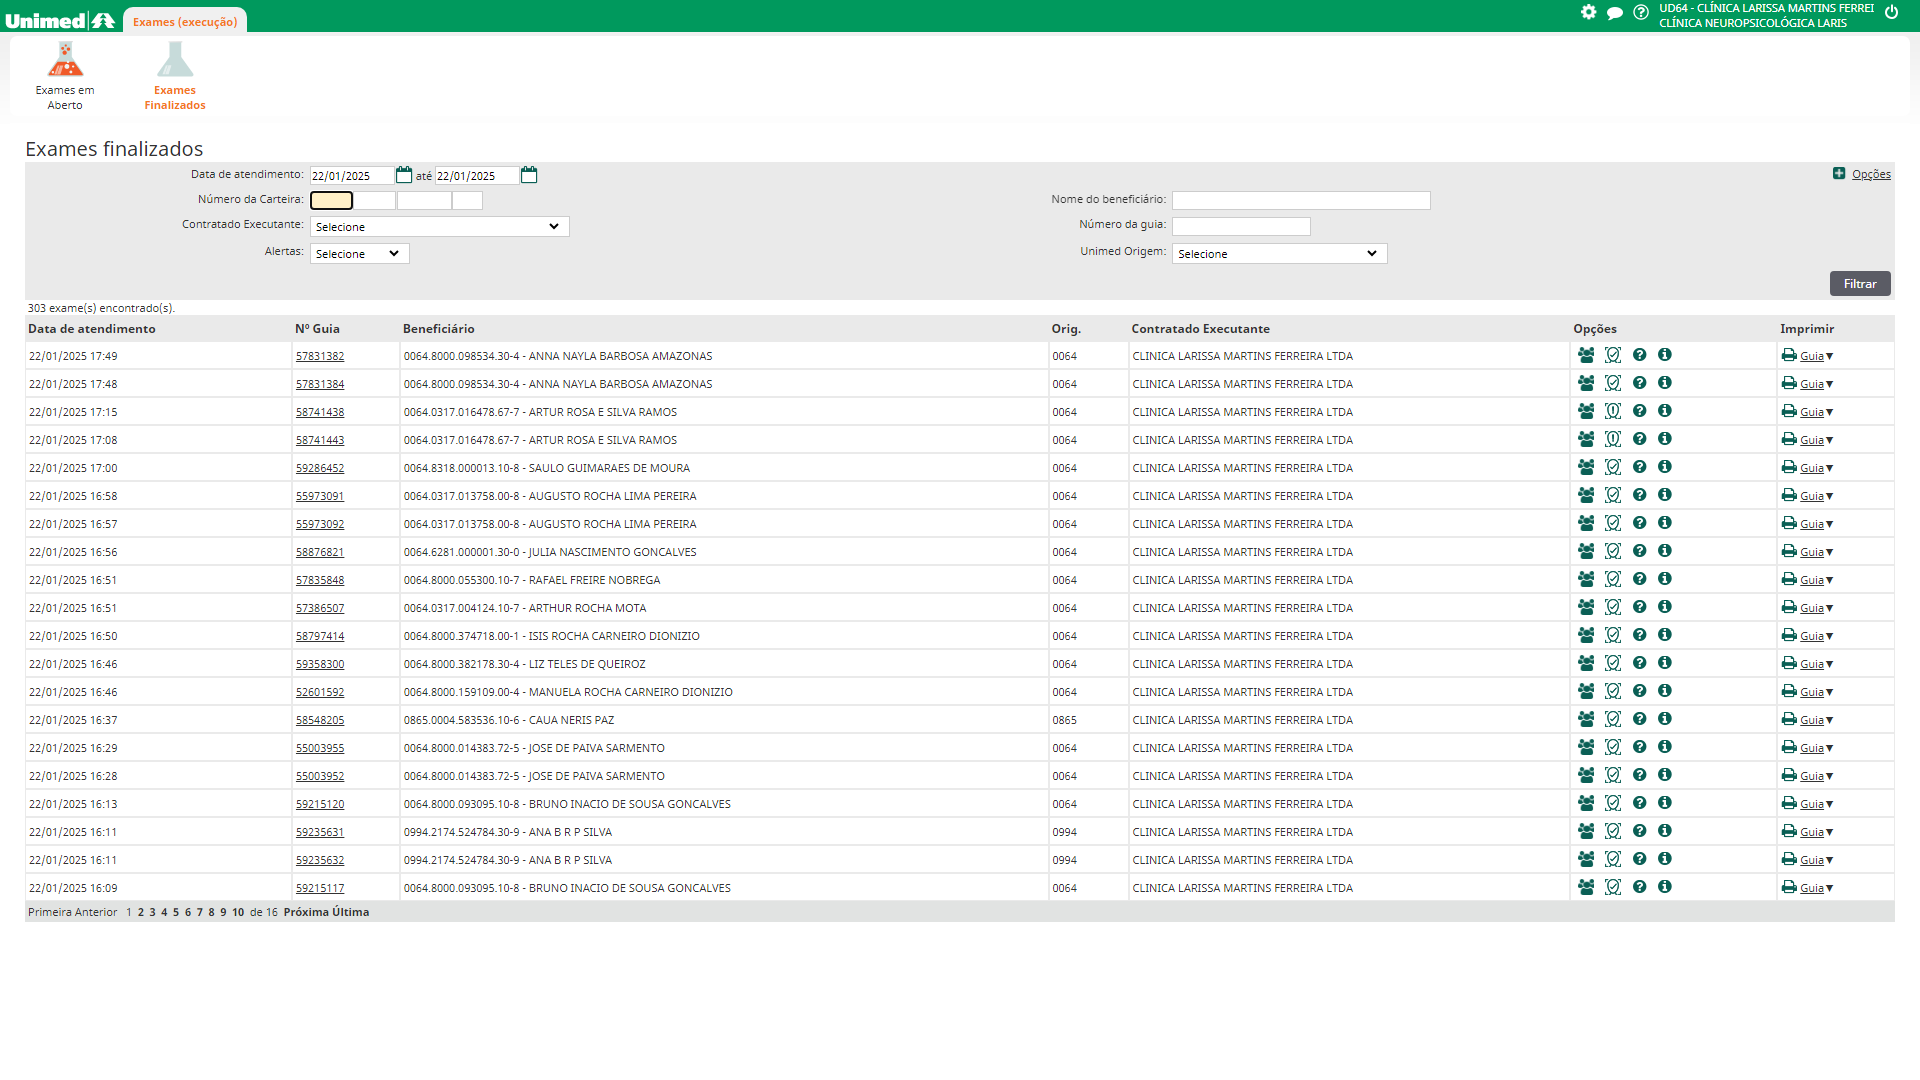 Unimed
Exames (execução)
UD64 - CLÍNICA LARISSA MARTINS FERREI
CLÍNICA NEUROPSICOLÓGICA LARIS
Exames em
Aberto
Exames
Finalizados
Exames finalizados
Data de atendimento: 22/01/2025 até 22/01/2025
Opções
Número da Carteira:
Nome do beneficiário:
Contratado Executante: Selecione
Número da guia:
Alertas: Selecione
Unimed Origem: Selecione
Filtrar
303 exame(s) encontrado(s).
Data de atendimento Nº Guia Beneficiário Orig. Contratado Executante Opções Imprimir
22/01/2025 17:49 57831382 0064.8000.098534.30-4 - ANNA NAYLA BARBOSA AMAZONAS 0064 CLINICA LARISSA MARTINS FERREIRA LTDA Guia▼
22/01/2025 17:48 57831384 0064.8000.098534.30-4 - ANNA NAYLA BARBOSA AMAZONAS 0064 CLINICA LARISSA MARTINS FERREIRA LTDA Guia▼
22/01/2025 17:15 58741438 0064.0317.016478.67-7 - ARTUR ROSA E SILVA RAMOS 0064 CLINICA LARISSA MARTINS FERREIRA LTDA Guia▼
22/01/2025 17:08 58741443 0064.0317.016478.67-7 - ARTUR ROSA E SILVA RAMOS 0064 CLINICA LARISSA MARTINS FERREIRA LTDA Guia▼
22/01/2025 17:00 59286452 0064.8318.000013.10-8 - SAULO GUIMARAES DE MOURA 0064 CLINICA LARISSA MARTINS FERREIRA LTDA Guia▼
22/01/2025 16:58 55973091 0064.0317.013758.00-8 - AUGUSTO ROCHA LIMA PEREIRA 0064 CLINICA LARISSA MARTINS FERREIRA LTDA Guia▼
22/01/2025 16:57 55973092 0064.0317.013758.00-8 - AUGUSTO ROCHA LIMA PEREIRA 0064 CLINICA LARISSA MARTINS FERREIRA LTDA Guia▼
22/01/2025 16:56 58876821 0064.6281.000001.30-0 - JULIA NASCIMENTO GONCALVES 0064 CLINICA LARISSA MARTINS FERREIRA LTDA Guia▼
22/01/2025 16:51 57835848 0064.8000.055300.10-7 - RAFAEL FREIRE NOBREGA 0064 CLINICA LARISSA MARTINS FERREIRA LTDA Guia▼
22/01/2025 16:51 57386507 0064.0317.004124.10-7 - ARTHUR ROCHA MOTA 0064 CLINICA LARISSA MARTINS FERREIRA LTDA Guia▼
22/01/2025 16:50 58797414 0064.8000.374718.00-1 - ISIS ROCHA CARNEIRO DIONIZIO 0064 CLINICA LARISSA MARTINS FERREIRA LTDA Guia▼
22/01/2025 16:46 59358300 0064.8000.382178.30-4 - LIZ TELES DE QUEIROZ 0064 CLINICA LARISSA MARTINS FERREIRA LTDA Guia▼
22/01/2025 16:46 52601592 0064.8000.159109.00-4 - MANUELA ROCHA CARNEIRO DIONIZIO 0064 CLINICA LARISSA MARTINS FERREIRA LTDA Guia▼
22/01/2025 16:37 58548205 0865.0004.583536.10-6 - CAUA NERIS PAZ 0865 CLINICA LARISSA MARTINS FERREIRA LTDA Guia▼
22/01/2025 16:29 55003955 0064.8000.014383.72-5 - JOSE DE PAIVA SARMENTO 0064 CLINICA LARISSA MARTINS FERREIRA LTDA Guia▼
22/01/2025 16:28 55003952 0064.8000.014383.72-5 - JOSE DE PAIVA SARMENTO 0064 CLINICA LARISSA MARTINS FERREIRA LTDA Guia▼
22/01/2025 16:13 59215120 0064.8000.093095.10-8 - BRUNO INACIO DE SOUSA GONCALVES 0064 CLINICA LARISSA MARTINS FERREIRA LTDA Guia▼
22/01/2025 16:11 59235631 0994.2174.524784.30-9 - ANA B R P SILVA 0994 CLINICA LARISSA MARTINS FERREIRA LTDA Guia▼
22/01/2025 16:11 59235632 0994.2174.524784.30-9 - ANA B R P SILVA 0994 CLINICA LARISSA MARTINS FERREIRA LTDA Guia▼
22/01/2025 16:09 59215117 0064.8000.093095.10-8 - BRUNO INACIO DE SOUSA GONCALVES 0064 CLINICA LARISSA MARTINS FERREIRA LTDA Guia▼
Primeira Anterior 1 2 3 4 5 6 7 8 9 10 de 16 Próxima Última